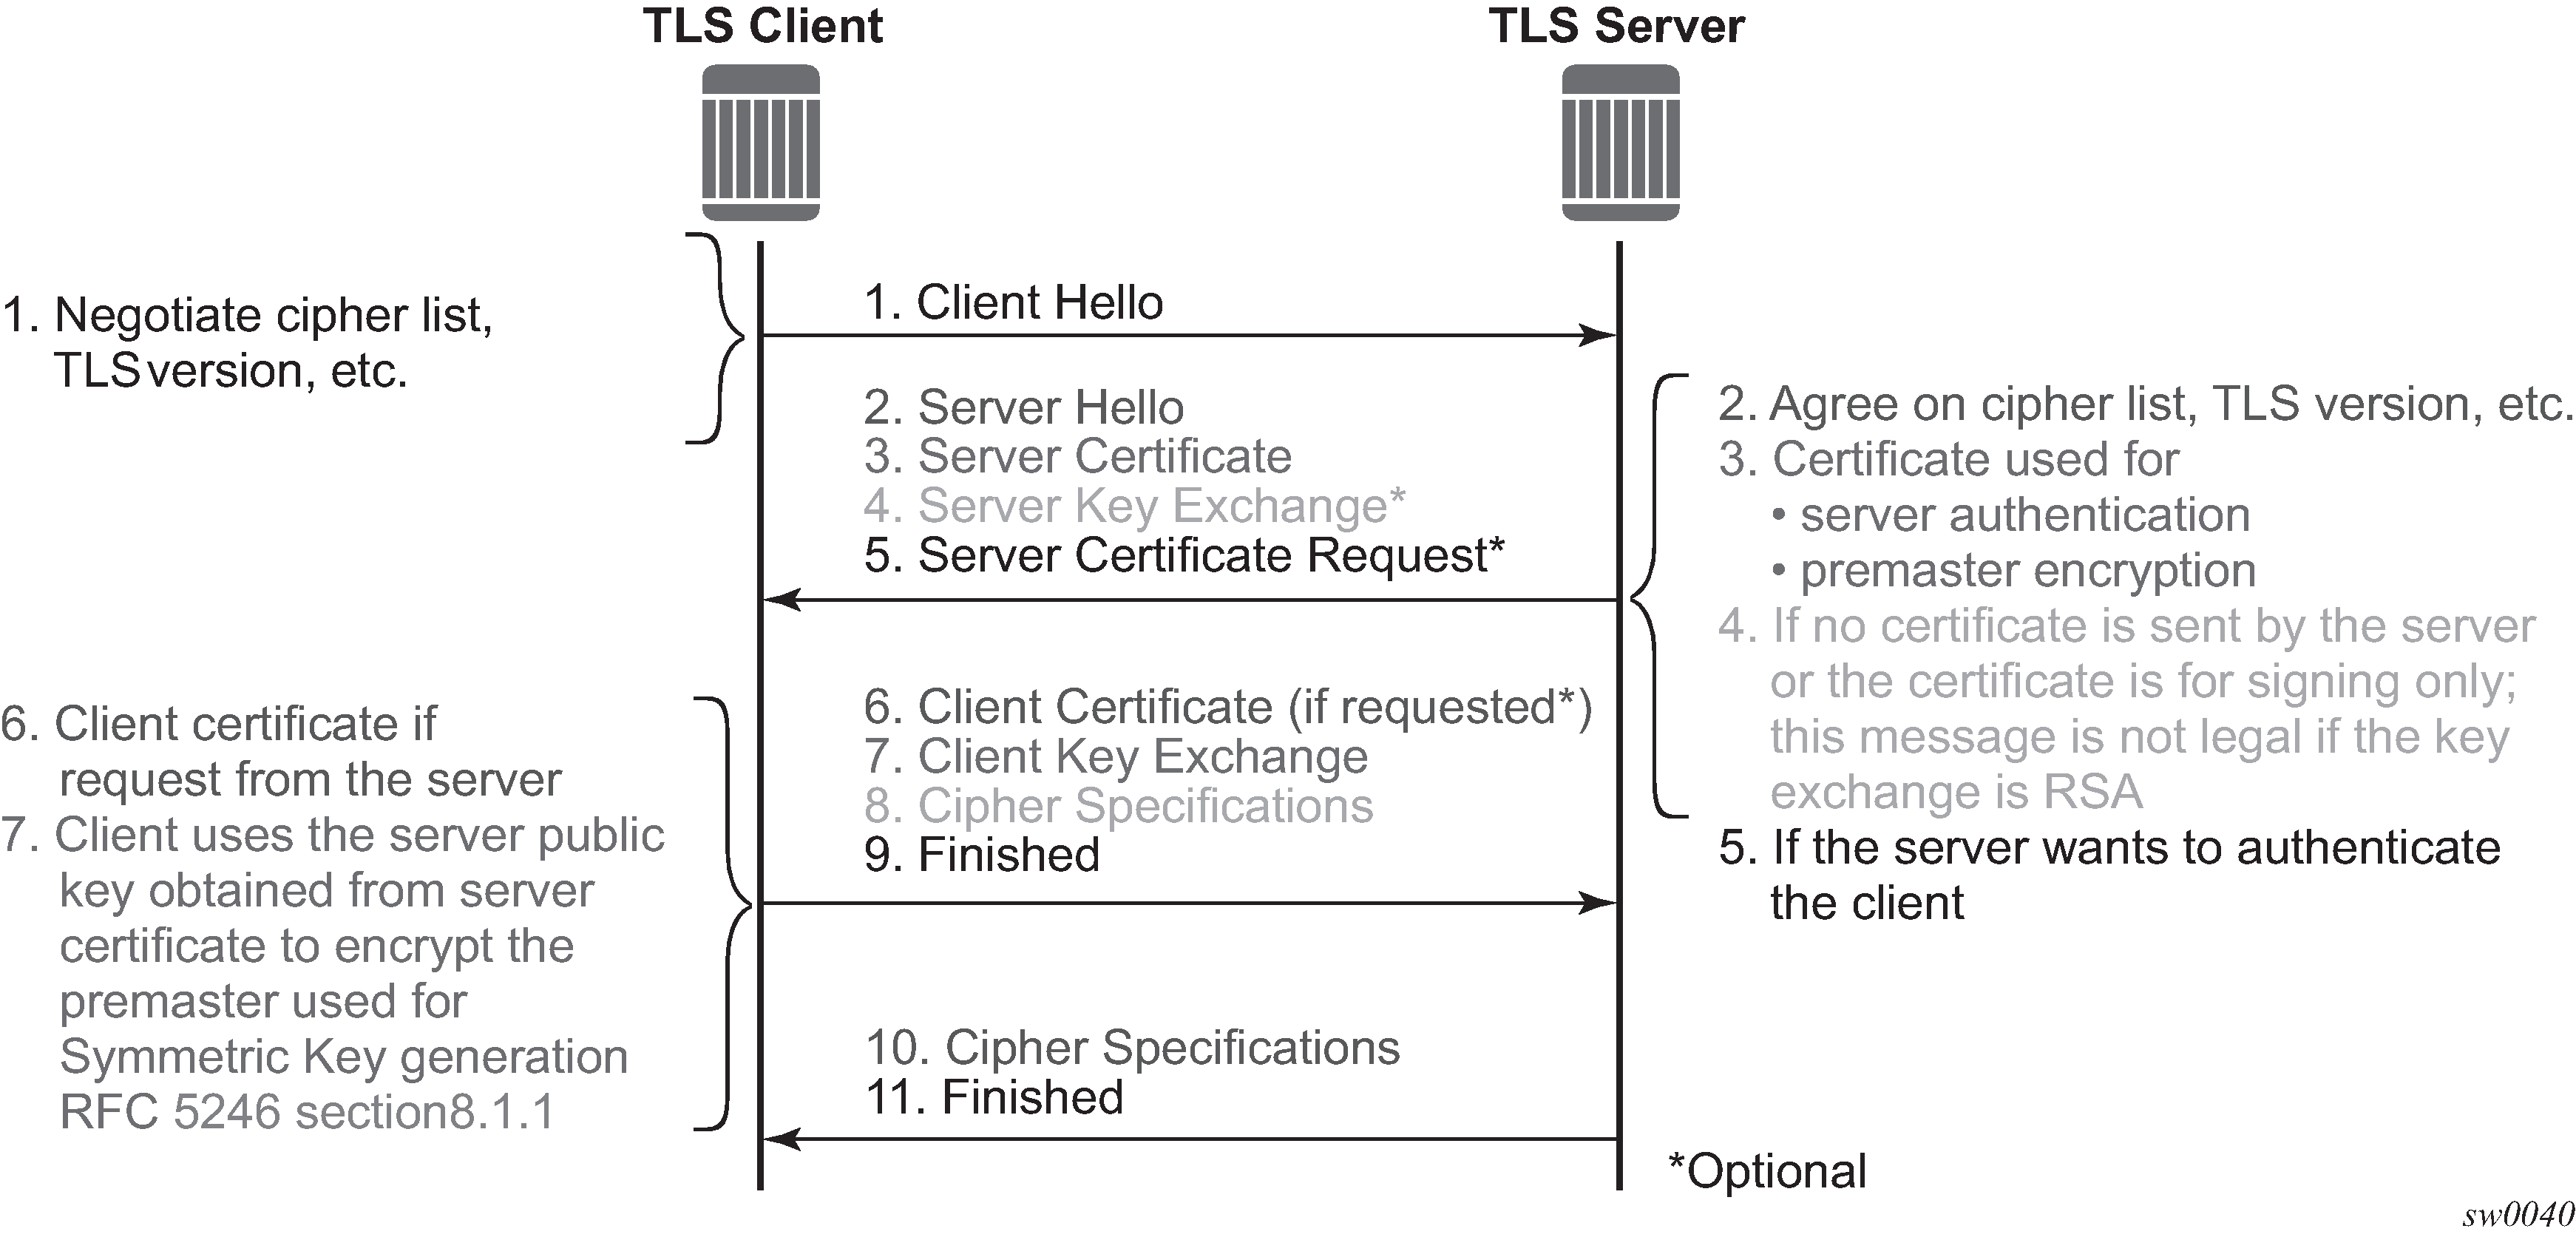 TLS Client
TLS Server
1. Negotiate cipher list,
TLS version, etc.
1. Client Hello
2. Server Hello
3. Server Certificate
4. Server Key Exchange*
5. Server Certificate Request*
2. Agree on cipher list, TLS version, etc.
3. Certificate used for
• server authentication
• premaster encryption
4. If no certificate is sent by the server
or the certificate is for signing only;
this message is not legal if the key
exchange is RSA
5. If the server wants to authenticate
the client
6. Client certificate if
request from the server
7. Client uses the server public
key obtained from server
certificate to encrypt the
premaster used for
Symmetric Key generation
RFC 5246 section8.1.1
6. Client Certificate (if requested*)
7. Client Key Exchange
8. Cipher Specifications
9. Finished
10. Cipher Specifications
11. Finished
*Optional
sw0040